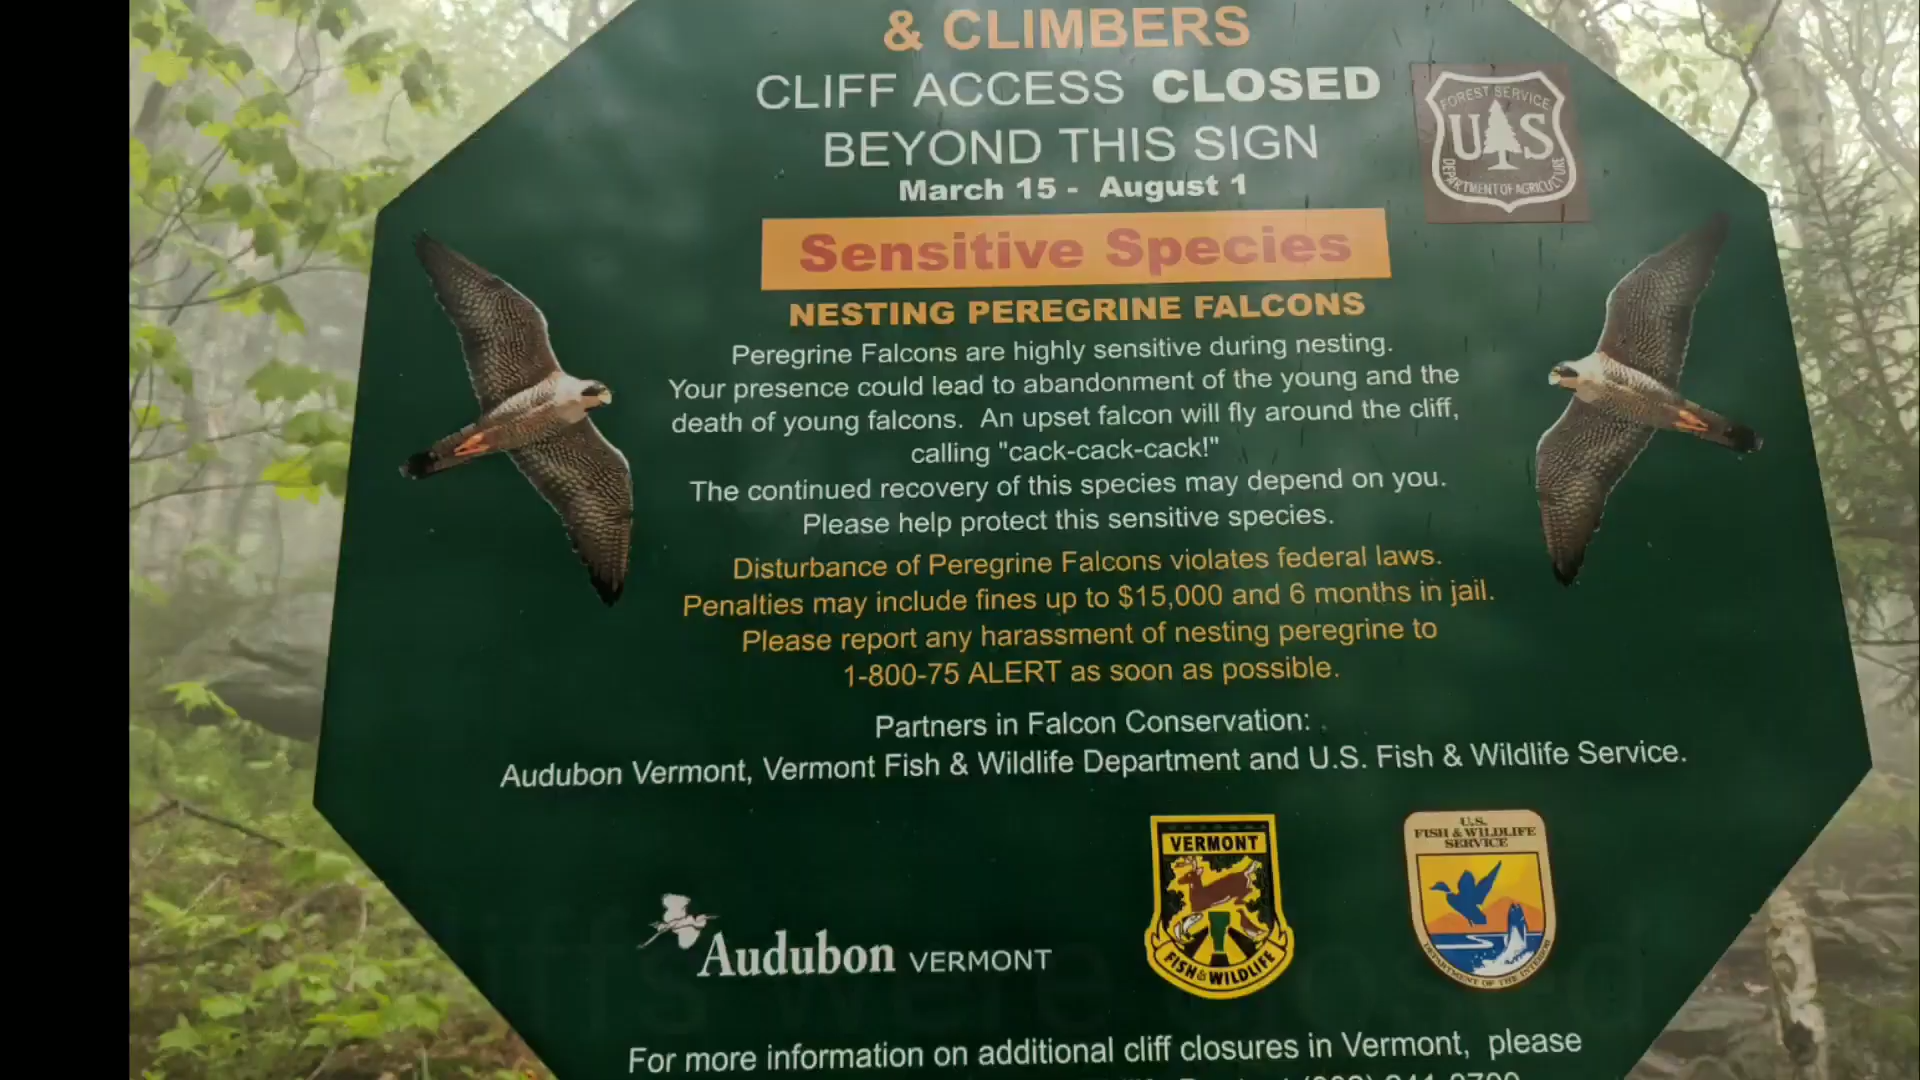 & CLIMBERS
CLIFF ACCESS CLOSED
BEYOND THIS SIGN
March 15 - August 1
FOREST SERVICE
U S
DEPARTMENT OF AGRICULTURE
Sensitive Species
NESTING PEREGRINE FALCONS
Peregrine Falcons are highly sensitive during nesting.
Your presence could lead to abandonment of the young and the
death of young falcons. An upset falcon will fly around the cliff,
calling "cack-cack-cack!"
The continued recovery of this species may depend on you.
Please help protect this sensitive species.
Disturbance of Peregrine Falcons violates federal laws.
Penalties may include fines up to $15,000 and 6 months in jail.
Please report any harassment of nesting peregrine to
1-800-75 ALERT as soon as possible.
Partners in Falcon Conservation:
Audubon Vermont, Vermont Fish & Wildlife Department and U.S. Fish & Wildlife Service.
Audubon VERMONT
VERMONT
FISH & WILDLIFE
U.S.
FISH & WILDLIFE
SERVICE
DEPARTMENT OF THE INTERIOR
For more information on additional cliff closures in Vermont, please